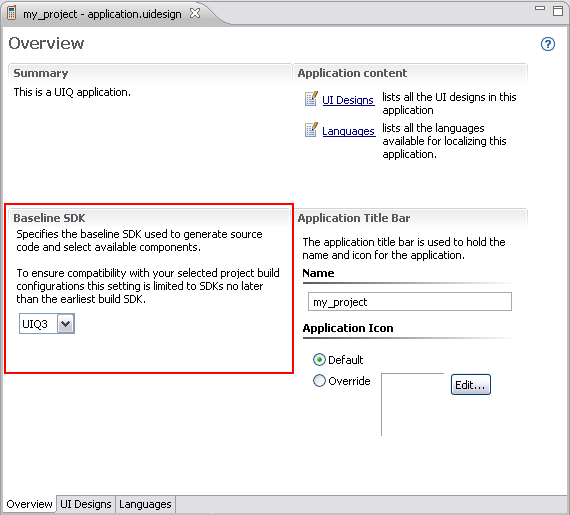 my_project - application.uidesign
Overview
Summary
This is a UIQ application.
Application content
UI Designs lists all the UI designs in this
application
Languages lists all the languages
available for localizing this
application.
Baseline SDK
Specifies the baseline SDK used to generate source
code and select available components.
To ensure compatibility with your selected project build
configurations this setting is limited to SDKs no later
than the earliest build SDK.
UIQ3
Application Title Bar
The application title bar is used to hold the
name and icon for the application.
Name
my_project
Application Icon
Default
Override
Edit...
Overview UI Designs Languages